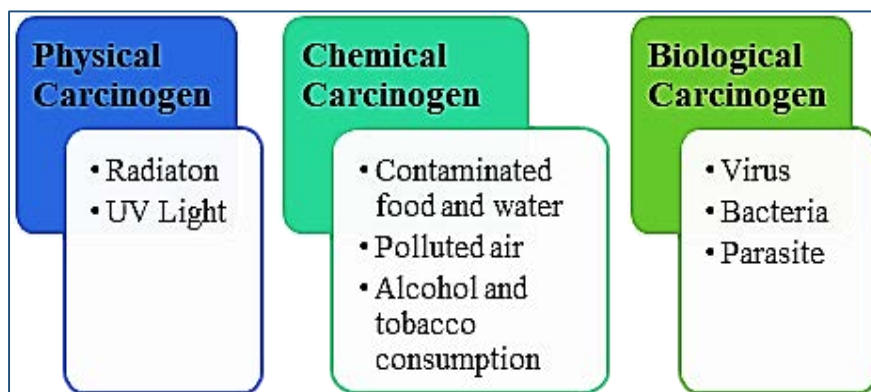 Physical
Carcinogen
• Radiaton
• UV Light
Chemical
Carcinogen
• Contaminated
food and water
• Polluted air
• Alcohol and
tobacco
consumption
Biological
Carcinogen
• Virus
• Bacteria
• Parasite